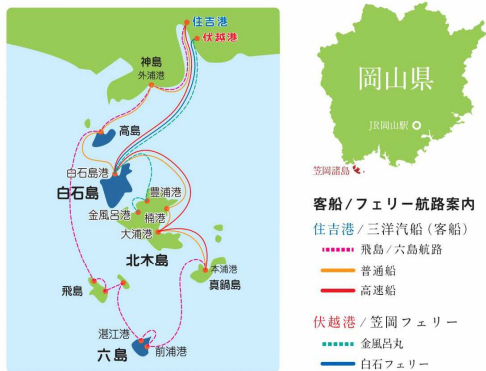 住吉港
伏越港
神島
外浦港
高島
白石島港
白石島
豊浦港
金風呂港
楠港
大浦港
北木島
本浦港
真鍋島
飛島
湛江港
六島
前浦港
岡山県
JR岡山駅
笠岡諸島
客船/フェリー航路案内
住吉港/三洋汽船(客船)
飛島/六島航路
普通船
高速船
伏越港/笠岡フェリー
金風呂丸
白石フェリー